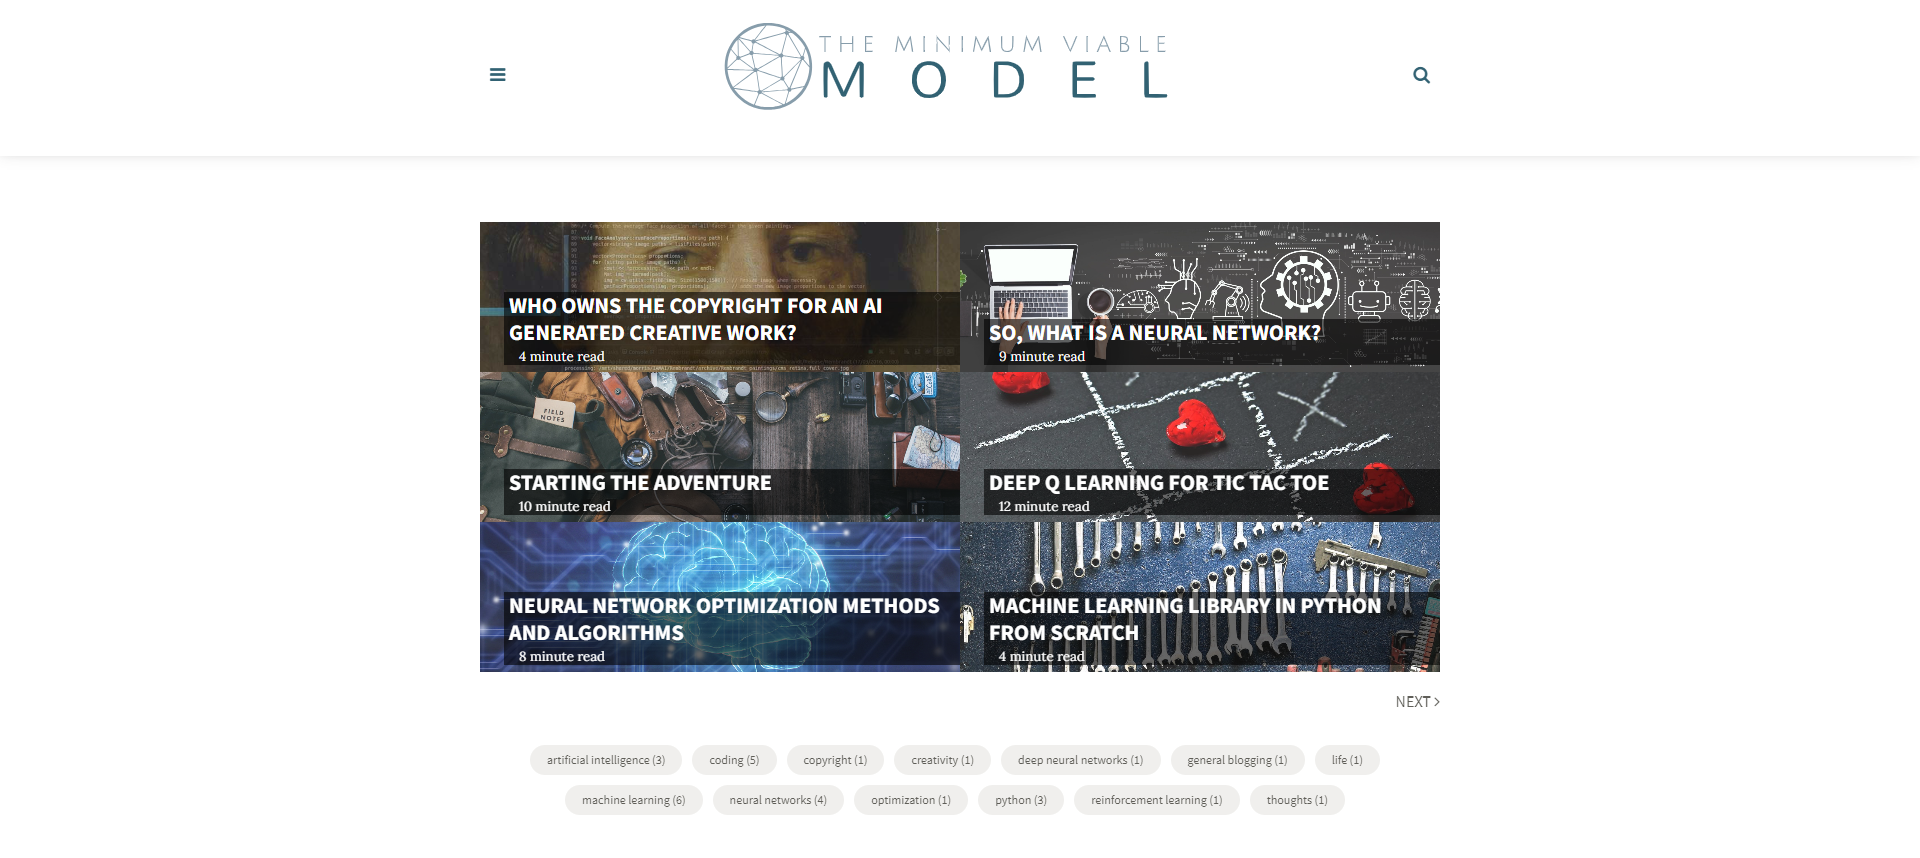 THE MINIMUM VIABLE
MODEL
WHO OWNS THE COPYRIGHT FOR AN AI
GENERATED CREATIVE WORK?
4 minute read
SO, WHAT IS A NEURAL NETWORK?
9 minute read
FIELD
NOTES
STARTING THE ADVENTURE
10 minute read
DEEP Q LEARNING FOR TIC TAC TOE
12 minute read
NEURAL NETWORK OPTIMIZATION METHODS
AND ALGORITHMS
8 minute read
MACHINE LEARNING LIBRARY IN PYTHON
FROM SCRATCH
4 minute read
NEXT >
artificial intelligence (3) coding (5) copyright (1) creativity (1) deep neural networks (1) general blogging (1) life (1)
machine learning (6) neural networks (4) optimization (1) python (3) reinforcement learning (1) thoughts (1)